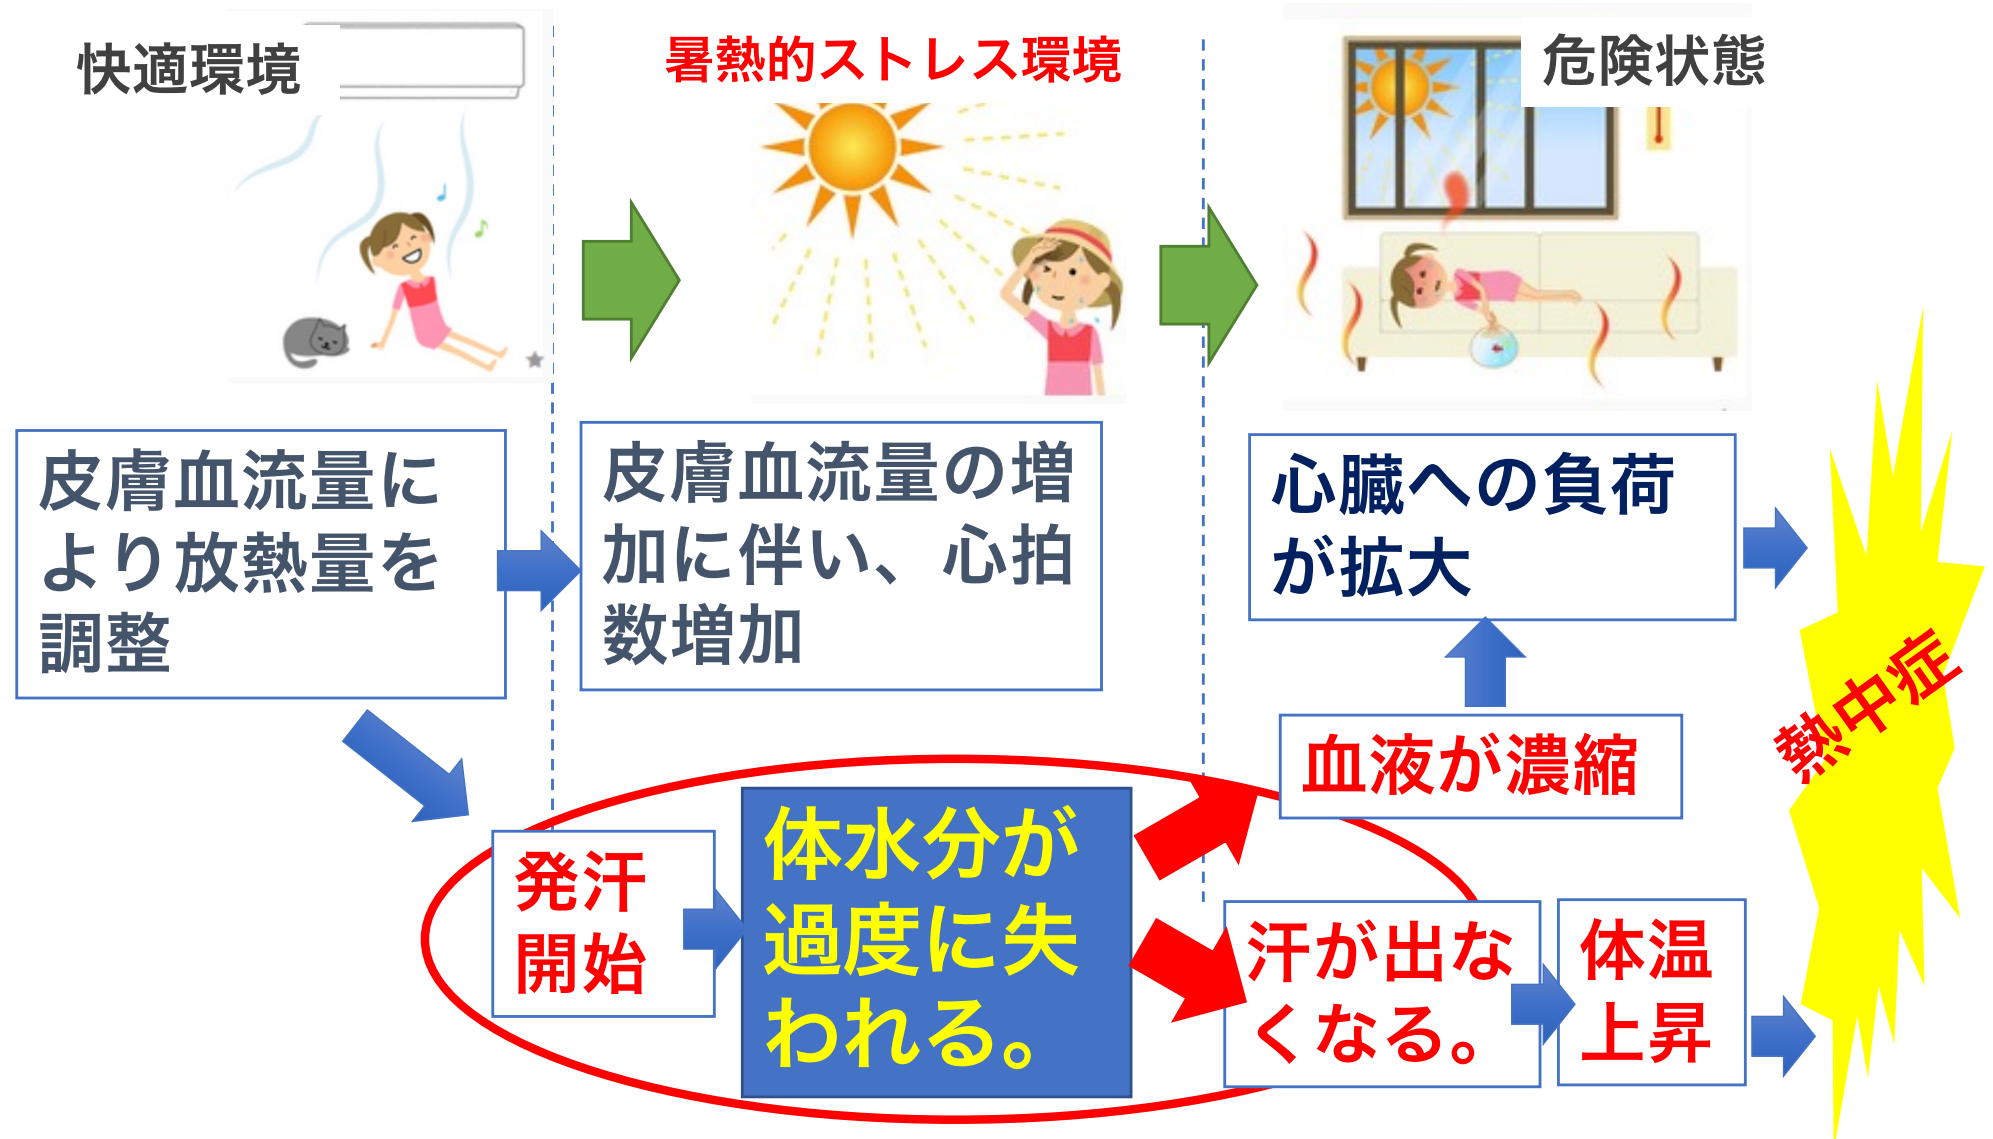 快適環境
暑熱的ストレス環境
危険状態
皮膚血流量に
より放熱量を
調整
皮膚血流量の増
加に伴い、心拍
数増加
心臓への負荷
が拡大
血液が濃縮
熱中症
発汗
開始
体水分が
過度に失
われる。
汗が出な
くなる。
体温
上昇